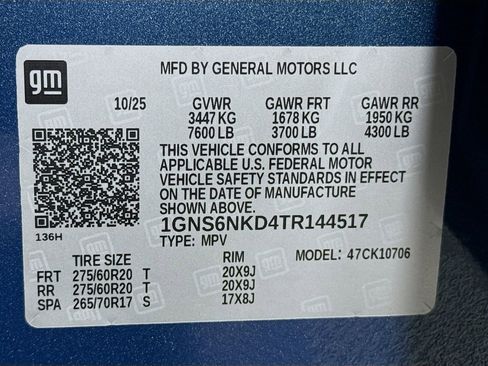 gm
MFD BY GENERAL MOTORS LLC
10/25 GVWR GAWR FRT GAWR RR
3447 KG 1678 KG 1950 KG
7600 LB 3700 LB 4300 LB
THIS VEHICLE CONFORMS TO ALL
APPLICABLE U.S. FEDERAL MOTOR
VEHICLE SAFETY STANDARDS IN EFFECT
ON THE DATE OF MANUFACTURE
SHOWN ABOVE.
1GNS6NKD4TR144517
136H
TYPE: MPV MODEL: 47CK10706
TIRE SIZE RIM
FRT 275/60R20 T 20X9J
RR 275/60R20 T 20X9J
SPA 265/70R17 S 17X8J